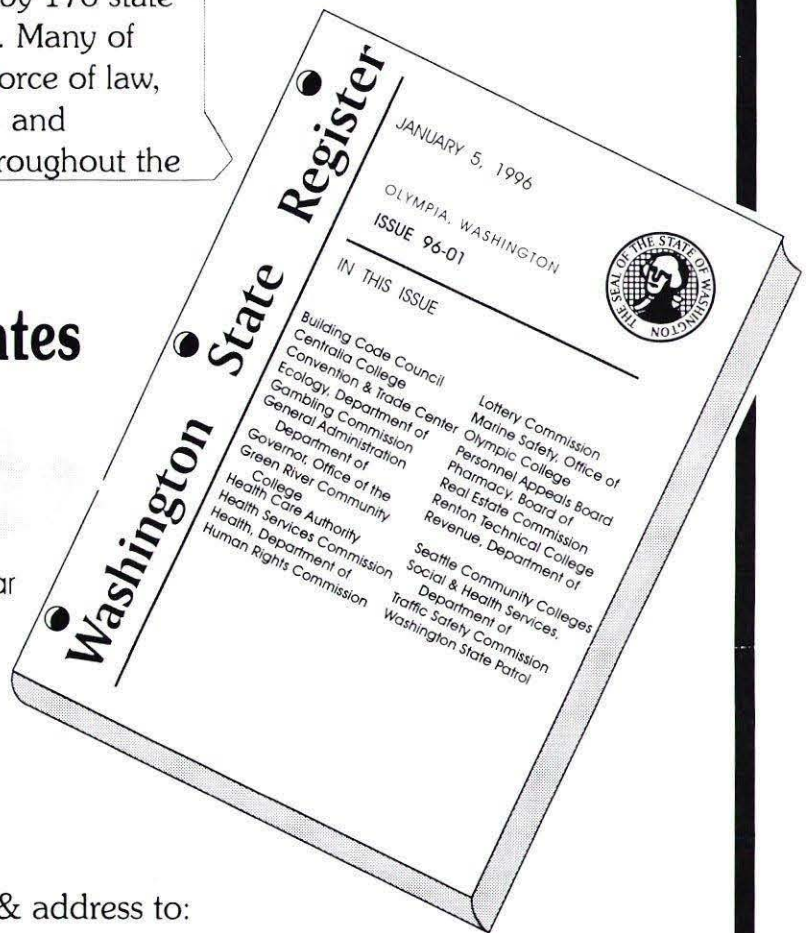 by 170 state
. Many of
orce of law,
and
roughout the
ates
ar
& address to:
Washington State Register
JANUARY 5, 1996
OLYMPIA, WASHINGTON
ISSUE 96-01
THE SEAL OF THE STATE OF WASHINGTON
IN THIS ISSUE
Building Code Council
Centralia College
Convention & Trade Center
Ecology, Department of
Gambling Commission
General Administration
Department of
Governor, Office of the
Green River Community
College
Health Care Authority
Health Services Commission
Health, Department of
Human Rights Commission
Lottery Commission
Marine Safety, Office of
Olympic College
Personnel Appeals Board
Pharmacy, Board of
Real Estate Commission
Renton Technical College
Revenue, Department of
Seattle Community Colleges
Social & Health Services,
Department of
Traffic Safety Commission
Washington State Patrol